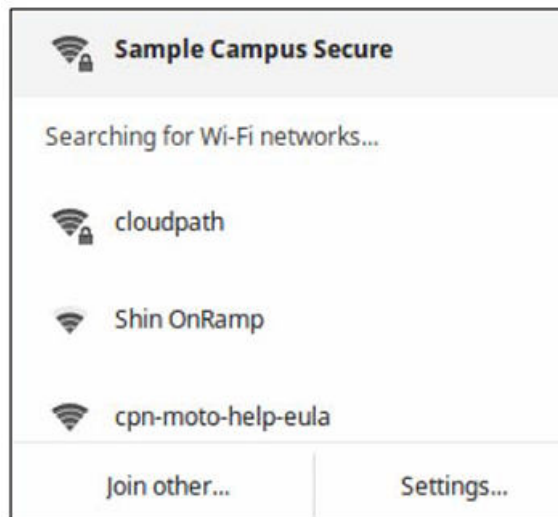 Sample Campus Secure
Searching for Wi-Fi networks...
cloudpath
Shin OnRamp
cpn-moto-help-eula
Join other... Settings...